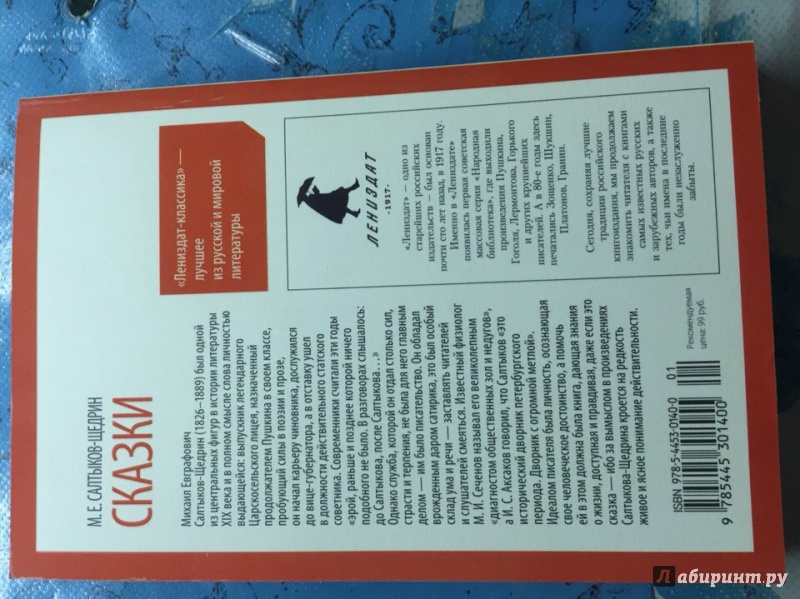 М. Е. САЛТЫКОВ-ЩЕДРИН
СКАЗКИ
Михаил Евграфович
Салтыков-Щедрин (1826–1889) был одной
из центральных фигур в истории литературы
XIX века и в полном смысле слова личностью
выдающейся: выпускник легендарного
Царскосельского лицея, назначенный
продолжателем Пушкина в своем классе,
пробующий силы в поэзии и прозе,
он начал карьеру чиновника, дослужился
до вице-губернатора, а в отставку ушел
в должности действительного статского
советника. Современники считали эти годы
«эрой, раньше и позднее которой ничего
подобного не было. В разговорах слышалось:
до Салтыкова, после Салтыкова...»
Однако служба, которой он отдал столько сил,
страсти и терпения, не была для него главным
делом — им было писательство. Он обладал
врожденным даром сатирика, это был особый
склад ума и речи — заставлять читателей
и слушателей смеяться. Известный физиолог
М. И. Сеченов называл его великолепным
«диагностом общественных зол и недугов»,
а И. С. Аксаков говорил, что Салтыков «это
исторический дворник петербургского
периода. Дворник с огромной метлой».
Идеалом писателя была личность, осознающая
свое человеческое достоинство, а помочь
ей в этом должна была книга, дающая знания
о жизни, доступная и правдивая, даже если это
сказка — ибо за вымыслом в произведениях
Салтыкова-Щедрина кроется на редкость
живое и ясное понимание действительности.
«Лениздат-классика» —
лучшее
из русской и мировой
литературы
ЛЕНИЗДАТ
·1917·
«Лениздат» — одно из
старейших российских
издательств — был основан
почти сто лет назад, в 1917 году.
Именно в «Лениздате»
появилась первая советская
массовая серия «Народная
библиотека», где выходили
произведения Пушкина,
Гоголя, Лермонтова, Горького
и других крупнейших
писателей. А в 80-е годы здесь
печатались Зощенко, Шукшин,
Платонов, Гранин.
Сегодня, сохраняя лучшие
традиции российского
книгоиздания, мы продолжаем
знакомить читателя с книгами
самых известных русских
и зарубежных авторов, а также
тех, чьи имена в последние
годы были незаслуженно
забыты.
ISBN 978-5-4453-0140-0
01
9 785445 301400
Рекомендуемая
цена: 99 руб.
Лабиринт.ру